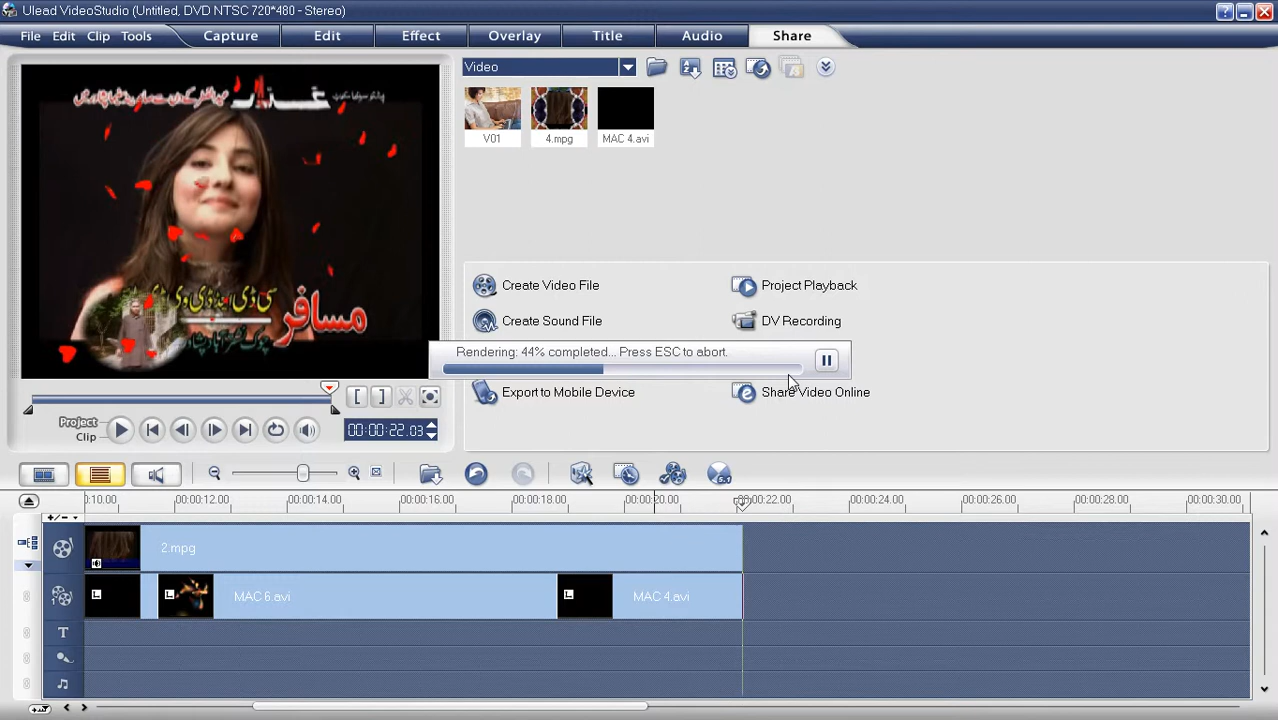 Ulead VideoStudio (Untitled, DVD NTSC 720*480 - Stereo)
File Edit Clip Tools Capture Edit Effect Overlay Title Audio Share
Video
V01 4.mpg MAC 4.avi
مسافر
Create Video File Project Playback
Create Sound File DV Recording
Rendering: 44% completed... Press ESC to abort.
Export to Mobile Device Share Video Online
Project
Clip
00:00:22.03
0:10.00 00:00:12.00 00:00:14.00 00:00:16.00 00:00:18.00 00:00:20.00 00:00:22.00 00:00:24.00 00:00:26.00 00:00:28.00 00:00:30.00
2.mpg
MAC 6.avi MAC 4.avi